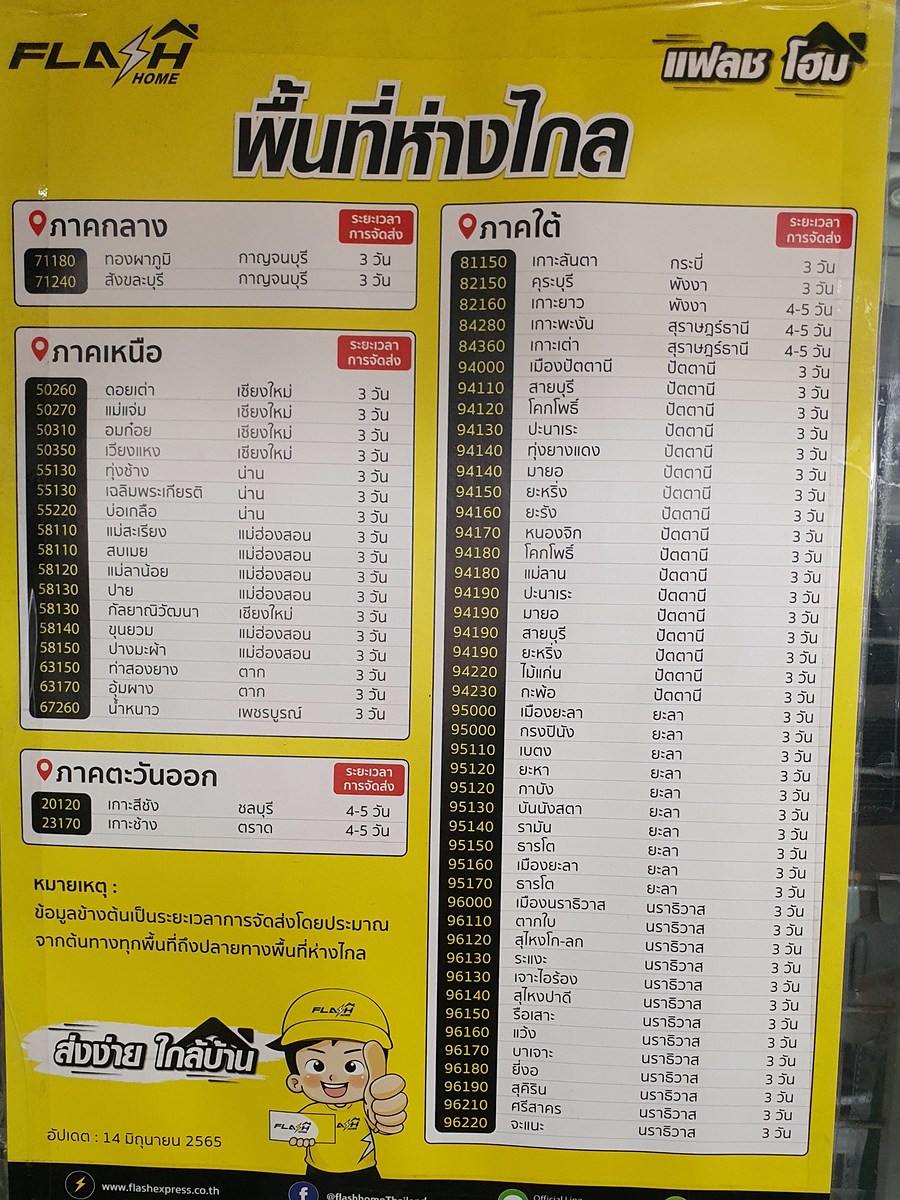 FLASH HOME
แฟลช โฮม
พื้นที่ห่างไกล
ภาคกลาง ระยะเวลาการจัดส่ง
71180 ทองผาภูมิ กาญจนบุรี 3 วัน
71240 สังขละบุรี กาญจนบุรี 3 วัน
ภาคเหนือ ระยะเวลาการจัดส่ง
50260 ดอยเต่า เชียงใหม่ 3 วัน
50270 แม่แจ่ม เชียงใหม่ 3 วัน
50310 อมก๋อย เชียงใหม่ 3 วัน
50350 เวียงแหง เชียงใหม่ 3 วัน
55130 ทุ่งช้าง น่าน 3 วัน
55130 เฉลิมพระเกียรติ น่าน 3 วัน
55220 บ่อเกลือ น่าน 3 วัน
58110 แม่สะเรียง แม่ฮ่องสอน 3 วัน
58110 สบเมย แม่ฮ่องสอน 3 วัน
58120 แม่ลาน้อย แม่ฮ่องสอน 3 วัน
58130 ปาย แม่ฮ่องสอน 3 วัน
58130 กัลยาณิวัฒนา เชียงใหม่ 3 วัน
58140 ขุนยวม แม่ฮ่องสอน 3 วัน
58150 ปางมะผ้า แม่ฮ่องสอน 3 วัน
63150 ท่าสองยาง ตาก 3 วัน
63170 อุ้มผาง ตาก 3 วัน
67260 น้ำหนาว เพชรบูรณ์ 3 วัน
ภาคตะวันออก ระยะเวลาการจัดส่ง
20120 เกาะสีชัง ชลบุรี 4-5 วัน
23170 เกาะช้าง ตราด 4-5 วัน
หมายเหตุ :
ข้อมูลข้างต้นเป็นระยะเวลาการจัดส่งโดยประมาณ
จากต้นทางทุกพื้นที่ถึงปลายทางพื้นที่ห่างไกล
ส่งง่าย ใกล้บ้าน
FLASH HOME
FLASH
อัปเดต : 14 มิถุนายน 2565
ภาคใต้ ระยะเวลาการจัดส่ง
81150 เกาะลันตา กระบี่ 3 วัน
82150 คุระบุรี พังงา 3 วัน
82160 เกาะยาว พังงา 4-5 วัน
84280 เกาะพะงัน สุราษฎร์ธานี 4-5 วัน
84360 เกาะเต่า สุราษฎร์ธานี 4-5 วัน
94000 เมืองปัตตานี ปัตตานี 3 วัน
94110 สายบุรี ปัตตานี 3 วัน
94120 โคกโพธิ์ ปัตตานี 3 วัน
94130 ปะนาเระ ปัตตานี 3 วัน
94140 ทุ่งยางแดง ปัตตานี 3 วัน
94140 มายอ ปัตตานี 3 วัน
94150 ยะหริ่ง ปัตตานี 3 วัน
94160 ยะรัง ปัตตานี 3 วัน
94170 หนองจิก ปัตตานี 3 วัน
94180 โคกโพธิ์ ปัตตานี 3 วัน
94180 แม่ลาน ปัตตานี 3 วัน
94190 ปะนาเระ ปัตตานี 3 วัน
94190 มายอ ปัตตานี 3 วัน
94190 สายบุรี ปัตตานี 3 วัน
94190 ยะหริ่ง ปัตตานี 3 วัน
94220 ไม้แก่น ปัตตานี 3 วัน
94230 กะพ้อ ปัตตานี 3 วัน
95000 เมืองยะลา ยะลา 3 วัน
95000 กรงปินัง ยะลา 3 วัน
95110 เบตง ยะลา 3 วัน
95120 ยะหา ยะลา 3 วัน
95120 กาบัง ยะลา 3 วัน
95130 บันนังสตา ยะลา 3 วัน
95140 รามัน ยะลา 3 วัน
95150 ธารโต ยะลา 3 วัน
95160 เมืองยะลา ยะลา 3 วัน
95170 ธารโต ยะลา 3 วัน
96000 เมืองนราธิวาส นราธิวาส 3 วัน
96110 ตากใบ นราธิวาส 3 วัน
96120 สุไหงโก-ลก นราธิวาส 3 วัน
96130 ระแงะ นราธิวาส 3 วัน
96130 เจาะไอร้อง นราธิวาส 3 วัน
96140 สุไหงปาดี นราธิวาส 3 วัน
96150 รือเสาะ นราธิวาส 3 วัน
96160 แว้ง นราธิวาส 3 วัน
96170 บาเจาะ นราธิวาส 3 วัน
96180 ยี่งอ นราธิวาส 3 วัน
96190 สุคิริน นราธิวาส 3 วัน
96210 ศรีสาคร นราธิวาส 3 วัน
96220 จะแนะ นราธิวาส 3 วัน
www.flashexpress.co.th
@flashhomeThailand
Official Line